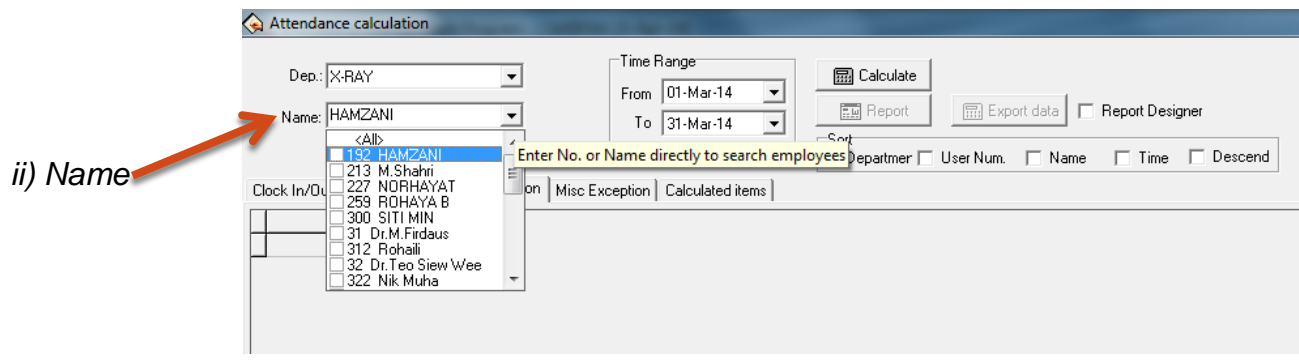 Attendance calculation
Dep.: X-RAY
Name: HAMZANI
<All>
192 HAMZANI
213 M.Shahri
227 NORHAYAT
259 ROHAYA B
300 SITI MIN
31 Dr.M.Firdaus
312 Rohaili
32 Dr.Teo Siew Wee
322 Nik Muha
Time Range
From 01-Mar-14
To 31-Mar-14
Calculate
Report Export data Report Designer
Sort
Enter No. or Name directly to search employees
Departmer User Num. Name Time Descend
ii) Name
Clock In/Ou on Misc Exception Calculated items